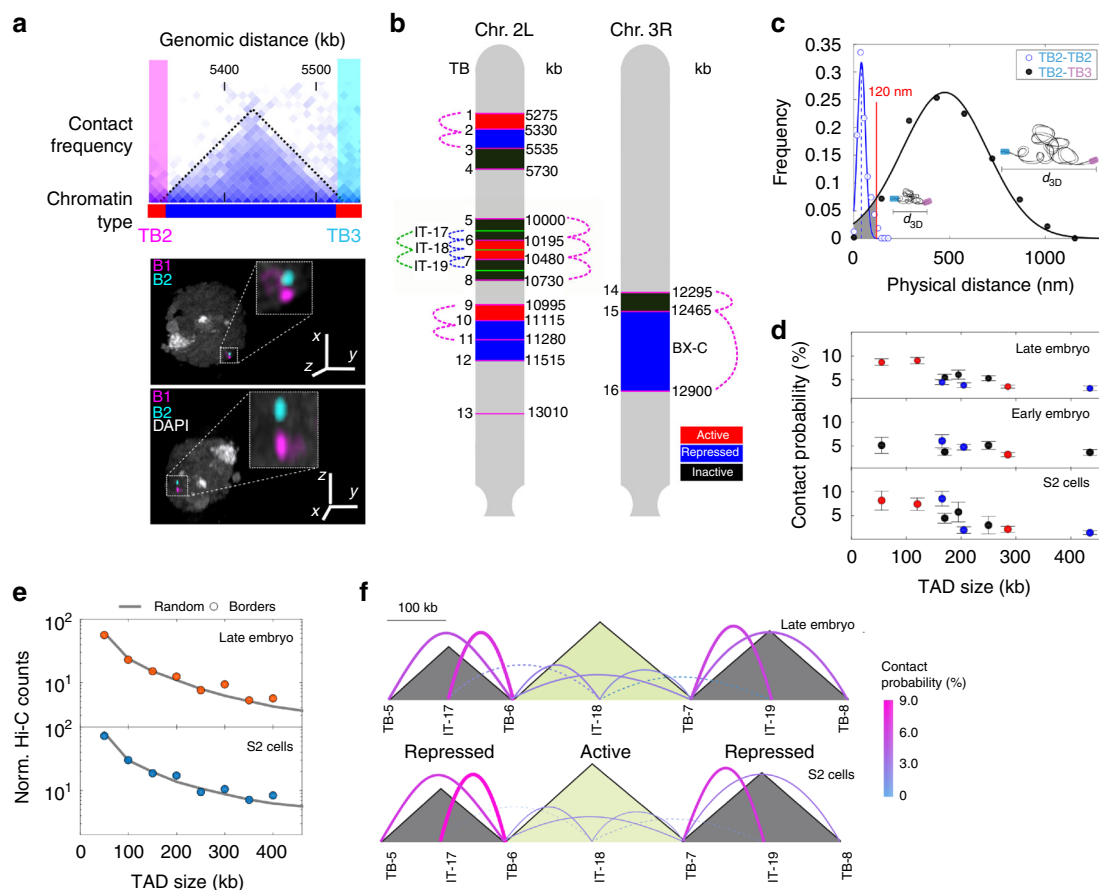 a
Genomic distance (kb)
5400 5500
Contact
frequency
Chromatin
type
TB2 TB3
B1
B2
x
z y
B1
B2
DAPI
z
x y
b
Chr. 2L Chr. 3R
TB kb kb
1 5275
2 5330
3 5535
4 5730
5 10000
IT-17
6 10195
IT-18
7 10480
IT-19
8 10730
9 10995
10 11115
11 11280
12 11515
13 13010
14 12295
15 12465
BX-C
16 12900
Active
Repressed
Inactive
c
0.35
0.3
0.25
0.2
0.15
0.1
0.05
0
Frequency
TB2-TB2
TB2-TB3
120 nm
d3D
d3D
0 500 1000
Physical distance (nm)
d
Contact probability (%)
Late embryo
10
5
Early embryo
10
5
S2 cells
10
5
0 100 200 300 400
TAD size (kb)
e
Random Borders
Norm. Hi-C counts
10^2
10^1
Late embryo
10^2
10^1
S2 cells
0 100 200 300 400
TAD size (kb)
f
100 kb
Late embryo
TB-5 IT-17 TB-6 IT-18 TB-7 IT-19 TB-8
Repressed Active Repressed
S2 cells
TB-5 IT-17 TB-6 IT-18 TB-7 IT-19 TB-8
Contact
probability (%)
9.0
6.0
3.0
0